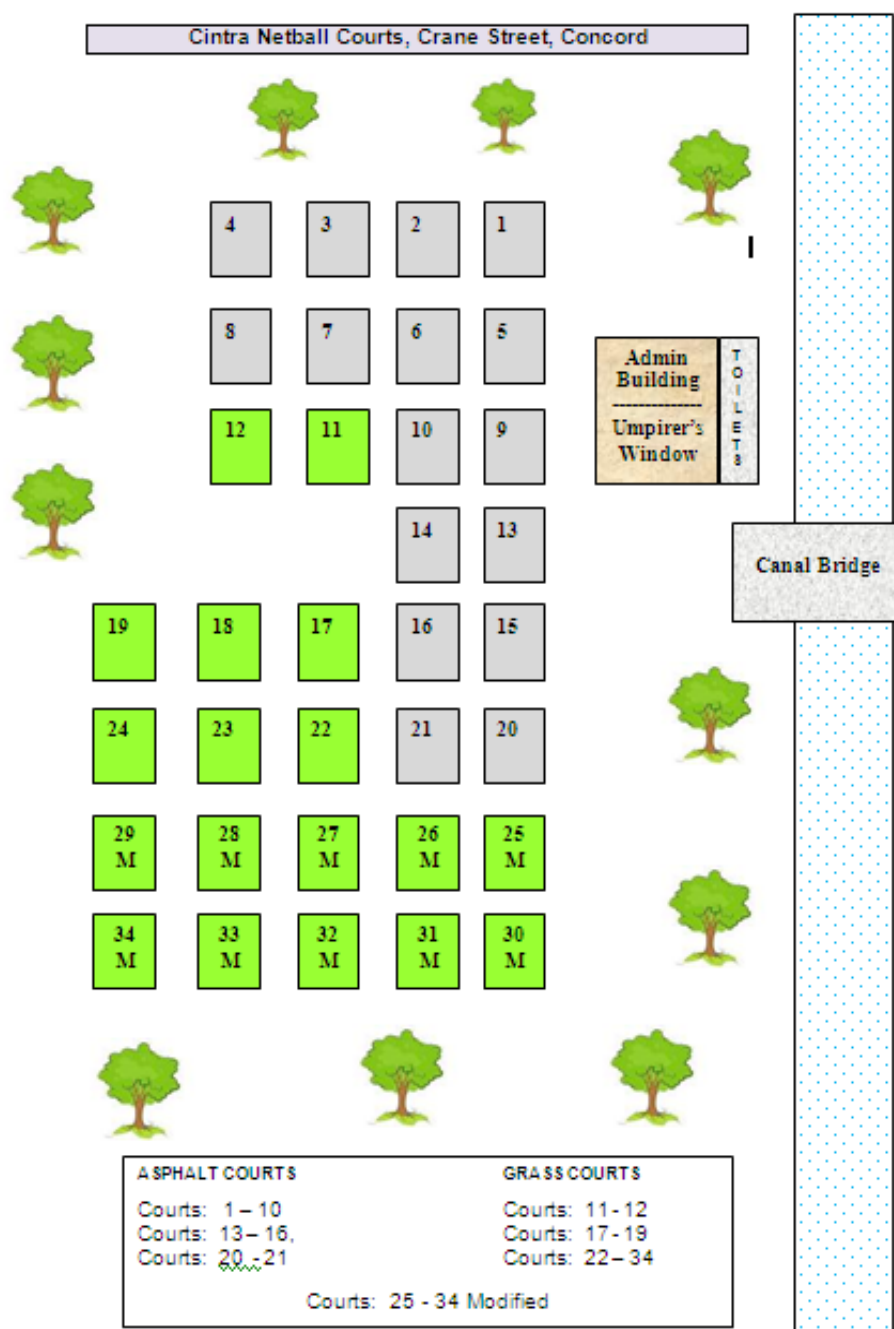 Cintra Netball Courts, Crane Street, Concord
4 3 2 1
8 7 6 5
Admin
Building
---------------
Umpirer's
Window
TOILETS
12 11 10 9
14 13
Canal Bridge
19 18 17 16 15
24 23 22 21 20
29 28 27 26 25
M M M M M
34 33 32 31 30
M M M M M
ASPHALT COURTS
Courts: 1 – 10
Courts: 13 – 16,
Courts: 20 -21
GRASS COURTS
Courts: 11 - 12
Courts: 17 - 19
Courts: 22 – 34
Courts: 25 - 34 Modified